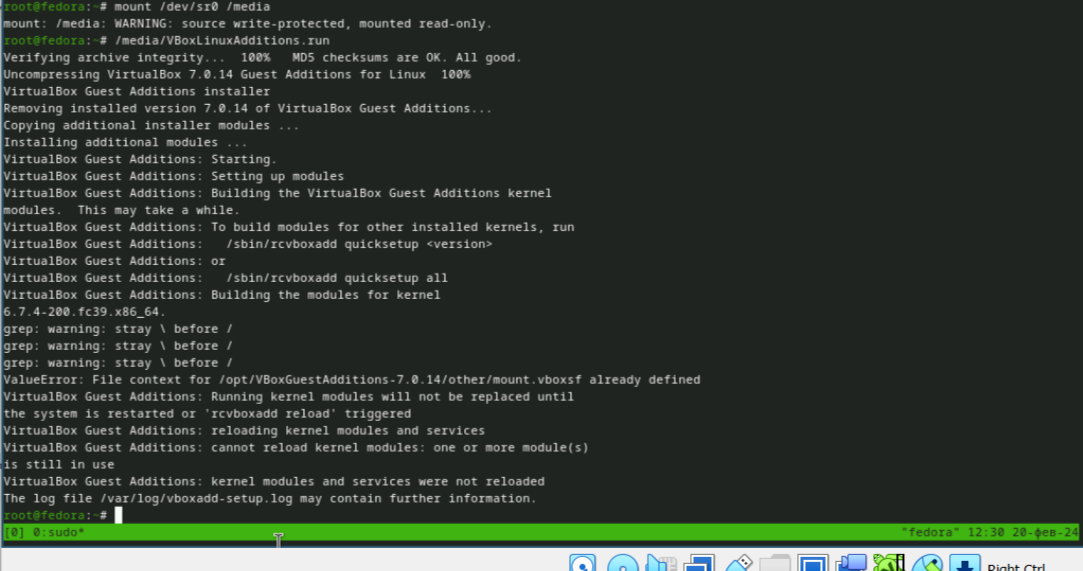 root@fedora:~# mount /dev/sr0 /media
mount: /media: WARNING: source write-protected, mounted read-only.
root@fedora:~# /media/VBoxLinuxAdditions.run
Verifying archive integrity...  100%   MD5 checksums are OK. All good.
Uncompressing VirtualBox 7.0.14 Guest Additions for Linux  100%
VirtualBox Guest Additions installer
Removing installed version 7.0.14 of VirtualBox Guest Additions...
Copying additional installer modules ...
Installing additional modules ...
VirtualBox Guest Additions: Starting.
VirtualBox Guest Additions: Setting up modules
VirtualBox Guest Additions: Building the VirtualBox Guest Additions kernel
modules.  This may take a while.
VirtualBox Guest Additions: To build modules for other installed kernels, run
VirtualBox Guest Additions:   /sbin/rcvboxadd quicksetup <version>
VirtualBox Guest Additions: or
VirtualBox Guest Additions:   /sbin/rcvboxadd quicksetup all
VirtualBox Guest Additions: Building the modules for kernel
6.7.4-200.fc39.x86_64.
grep: warning: stray \ before /
grep: warning: stray \ before /
grep: warning: stray \ before /
ValueError: File context for /opt/VBoxGuestAdditions-7.0.14/other/mount.vboxsf already defined
VirtualBox Guest Additions: Running kernel modules will not be replaced until
the system is restarted or 'rcvboxadd reload' triggered
VirtualBox Guest Additions: reloading kernel modules and services
VirtualBox Guest Additions: cannot reload kernel modules: one or more module(s)
is still in use
VirtualBox Guest Additions: kernel modules and services were not reloaded
The log file /var/log/vboxadd-setup.log may contain further information.
root@fedora:~#
[0] 0:sudo* "fedora" 12:30 20-фев-24
Right Ctrl